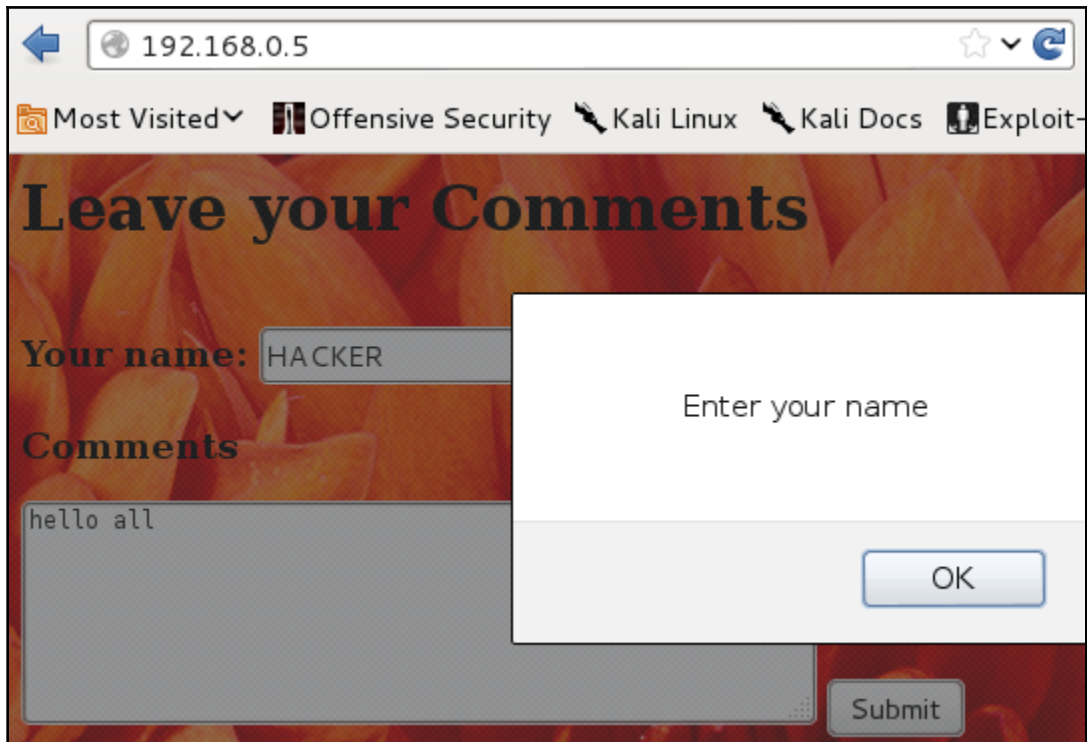 192.168.0.5
Most Visited Offensive Security Kali Linux Kali Docs Exploit-
Leave your Comments
Your name: HACKER
Enter your name
Comments
hello all
OK
Submit